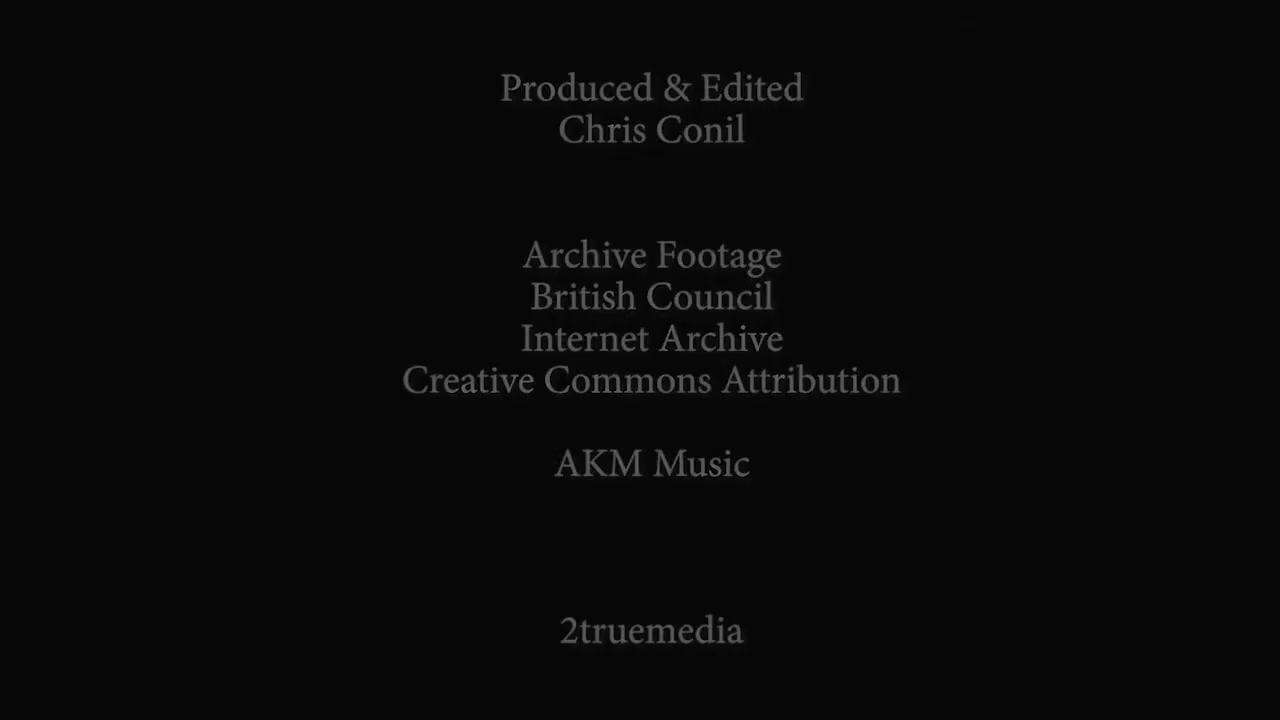 Produced & Edited
Chris Conil
Archive Footage
British Council
Internet Archive
Creative Commons Attribution
AKM Music
2truemedia